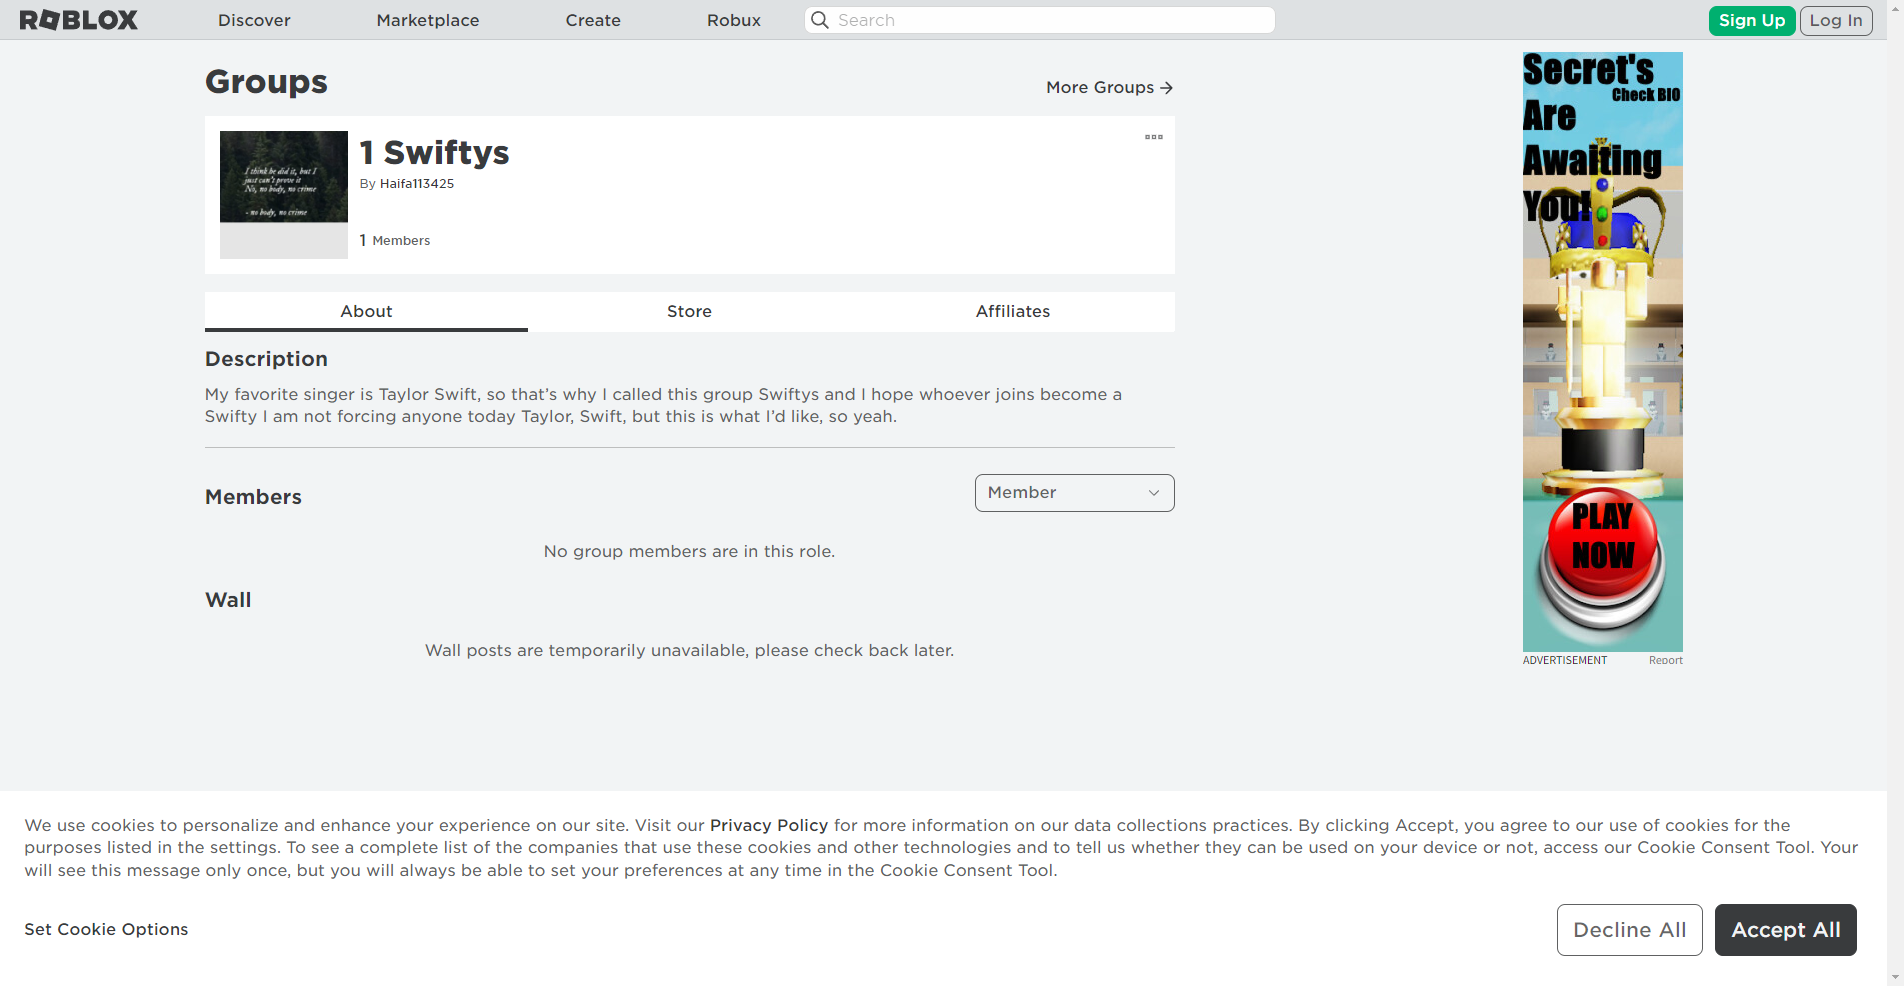 ROBLOX
Discover
Marketplace
Create
Robux
Search
Sign Up
Log In
Groups
More Groups →
I think he did it, but I
just can't prove it
No, no body, no crime
- no body, no crime
1 Swiftys
By Haifa113425
1 Members
About
Store
Affiliates
Description
My favorite singer is Taylor Swift, so that’s why I called this group Swiftys and I hope whoever joins become a
Swifty I am not forcing anyone today Taylor, Swift, but this is what I’d like, so yeah.
Members
Member
No group members are in this role.
Wall
Wall posts are temporarily unavailable, please check back later.
Secret's
Check BIO
Are
Awaiting
You!
PLAY
NOW
ADVERTISEMENT
Report
We use cookies to personalize and enhance your experience on our site. Visit our Privacy Policy for more information on our data collections practices. By clicking Accept, you agree to our use of cookies for the
purposes listed in the settings. To see a complete list of the companies that use these cookies and other technologies and to tell us whether they can be used on your device or not, access our Cookie Consent Tool. Your
will see this message only once, but you will always be able to set your preferences at any time in the Cookie Consent Tool.
Set Cookie Options
Decline All
Accept All